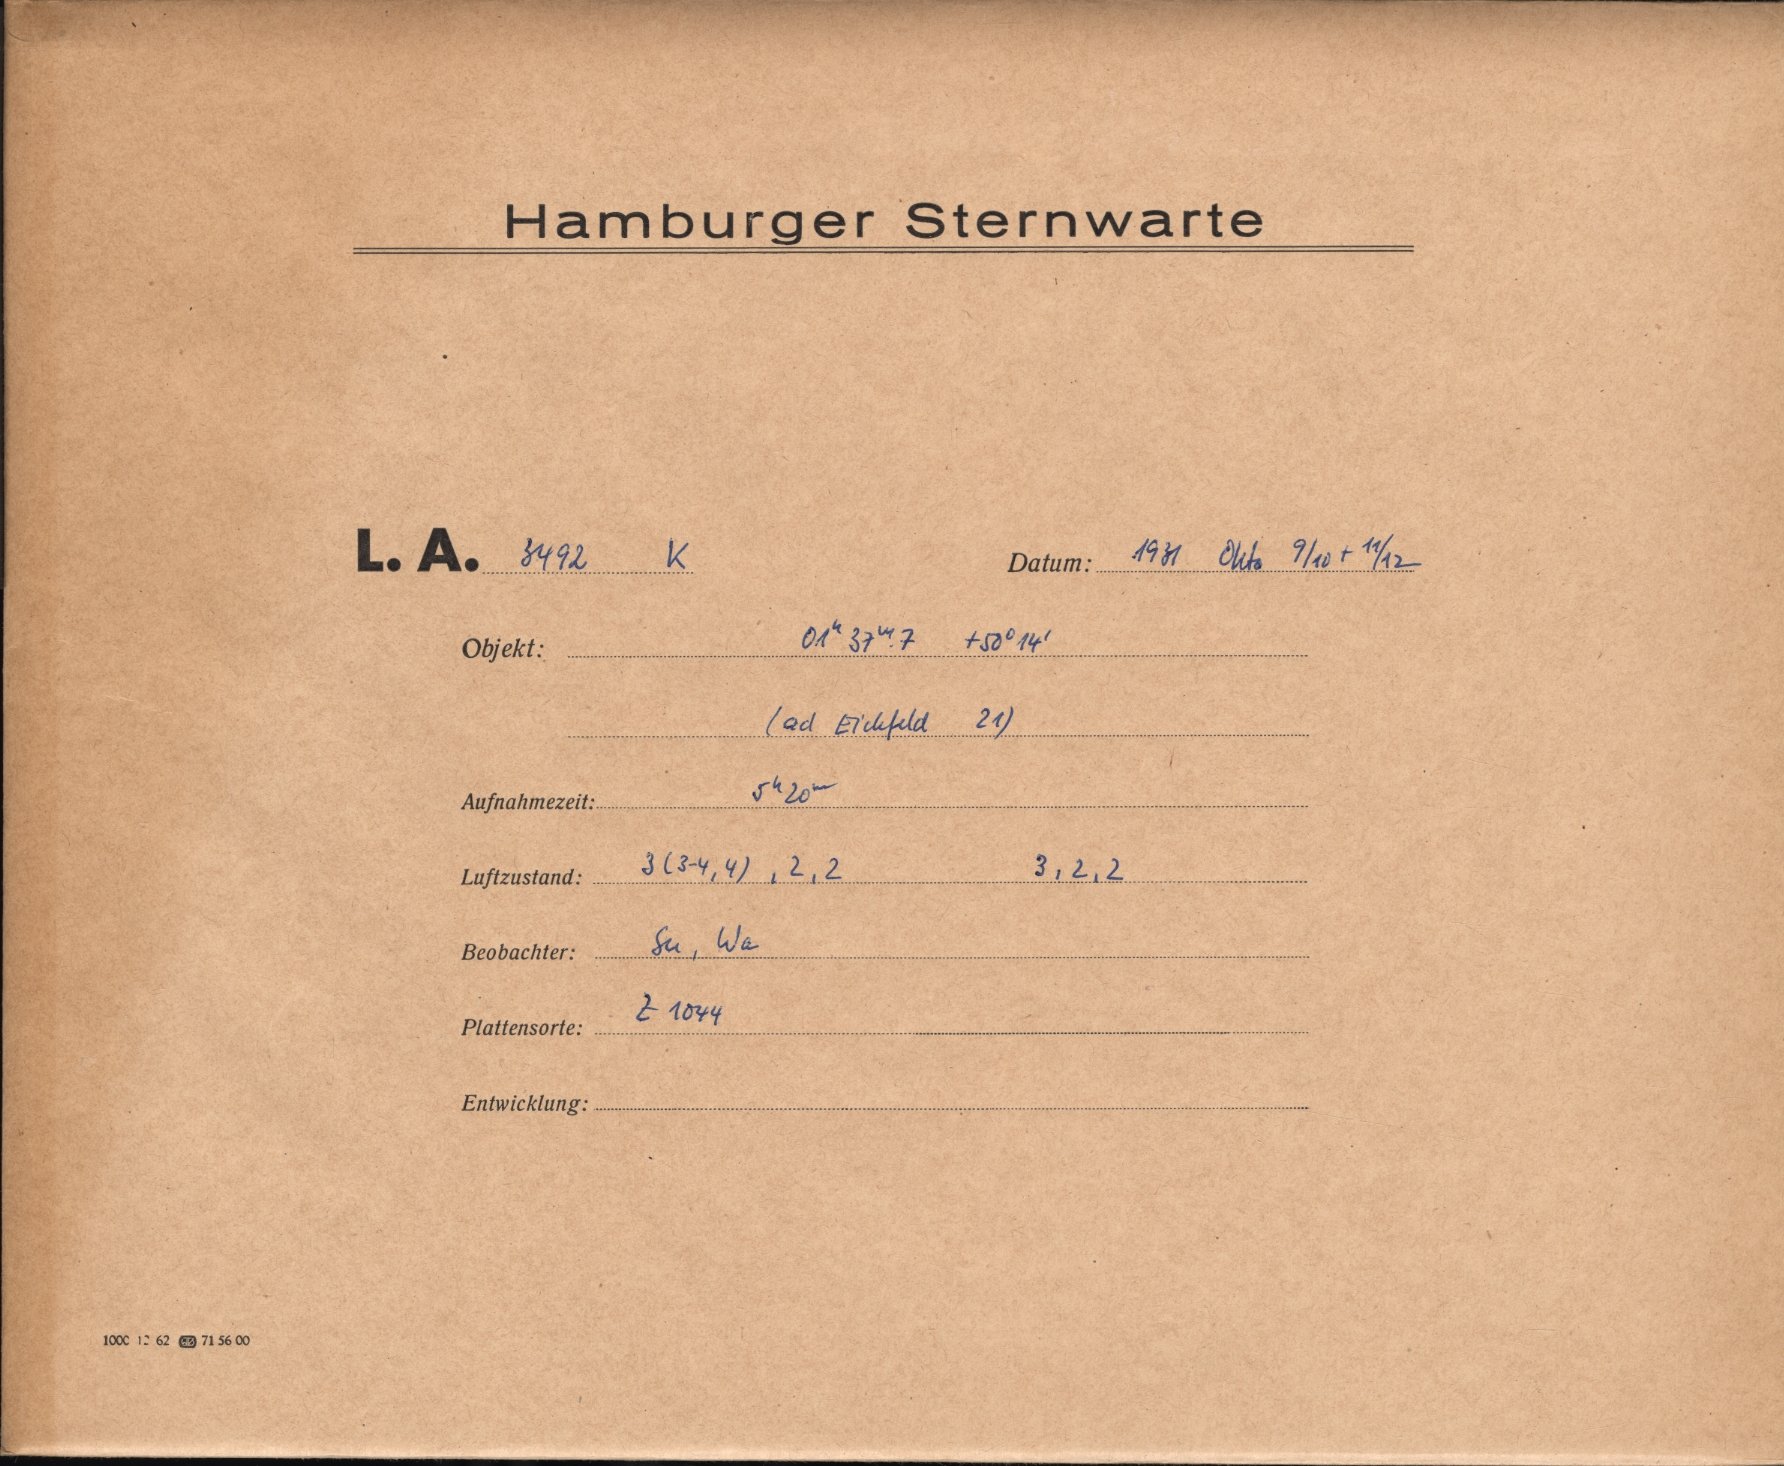 Hamburger Sternwarte
L. A. 3492 K Datum: 1931 Okto 9/10 + 11/12
Objekt: 01ʰ 37ᵐ.7 +50° 14'
(ad Eichfeld 21)
Aufnahmezeit: 5ʰ 20ᵐ
Luftzustand: 3 (3-4, 4) , 2 , 2 3 , 2 , 2
Beobachter: Su , Wa
Plattensorte: Z 1044
Entwicklung:
1000 12 62 71 56 00